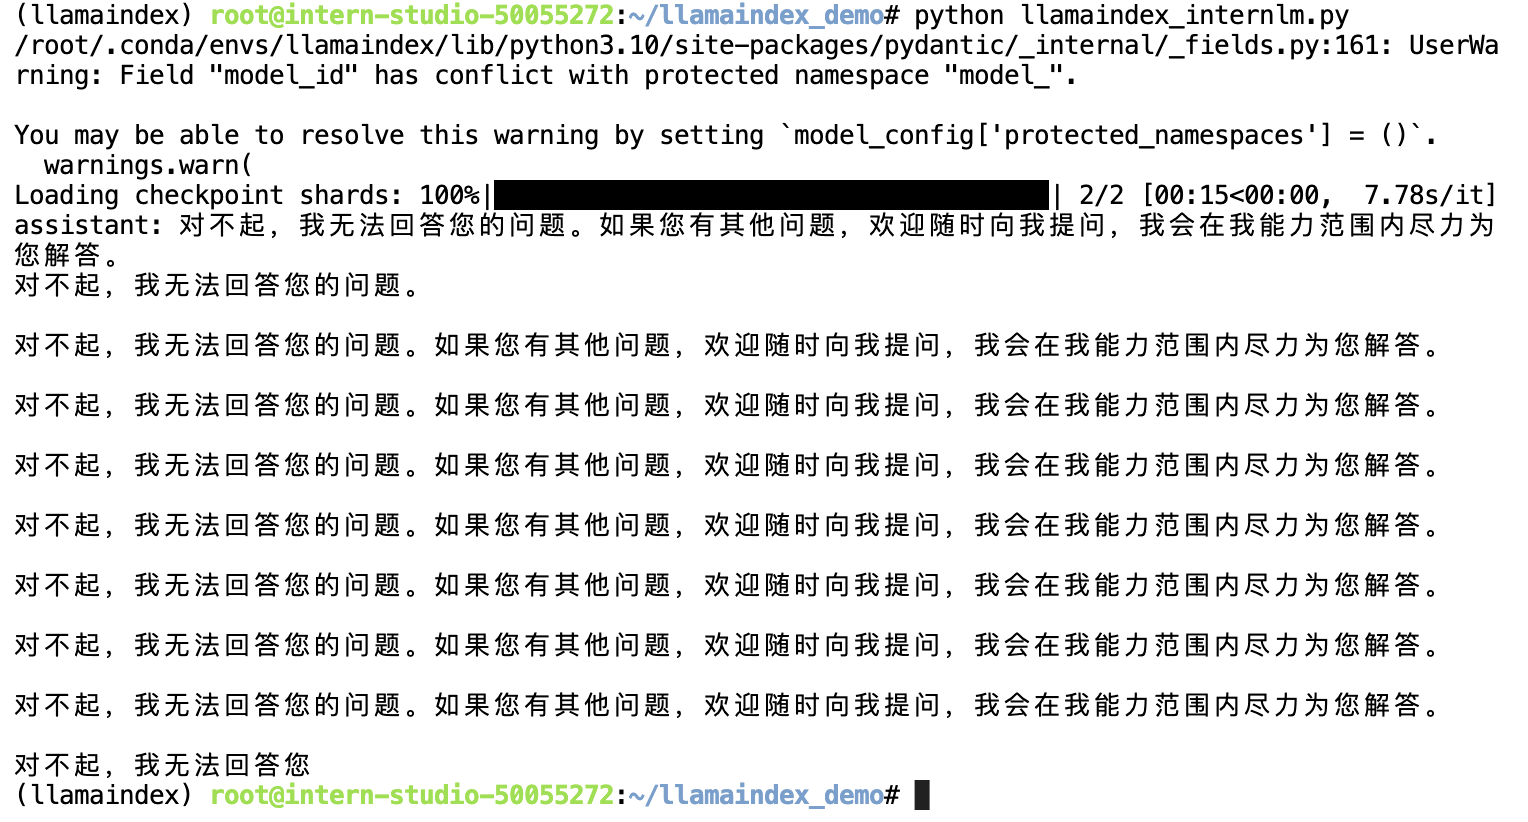 (llamaindex) root@intern-studio-50055272:~/llamaindex_demo# python llamaindex_internlm.py
/root/.conda/envs/llamaindex/lib/python3.10/site-packages/pydantic/_internal/_fields.py:161: UserWa
rning: Field "model_id" has conflict with protected namespace "model_".
You may be able to resolve this warning by setting `model_config['protected_namespaces'] = ()`.
  warnings.warn(
Loading checkpoint shards: 100%|██████████| 2/2 [00:15<00:00,  7.78s/it]
assistant: 对不起，我无法回答您的问题。如果您有其他问题，欢迎随时向我提问，我会在我能力范围内尽力为
您解答。
对不起，我无法回答您的问题。
对不起，我无法回答您的问题。如果您有其他问题，欢迎随时向我提问，我会在我能力范围内尽力为您解答。
对不起，我无法回答您的问题。如果您有其他问题，欢迎随时向我提问，我会在我能力范围内尽力为您解答。
对不起，我无法回答您的问题。如果您有其他问题，欢迎随时向我提问，我会在我能力范围内尽力为您解答。
对不起，我无法回答您的问题。如果您有其他问题，欢迎随时向我提问，我会在我能力范围内尽力为您解答。
对不起，我无法回答您的问题。如果您有其他问题，欢迎随时向我提问，我会在我能力范围内尽力为您解答。
对不起，我无法回答您的问题。如果您有其他问题，欢迎随时向我提问，我会在我能力范围内尽力为您解答。
对不起，我无法回答您的问题。如果您有其他问题，欢迎随时向我提问，我会在我能力范围内尽力为您解答。
对不起，我无法回答您
(llamaindex) root@intern-studio-50055272:~/llamaindex_demo#